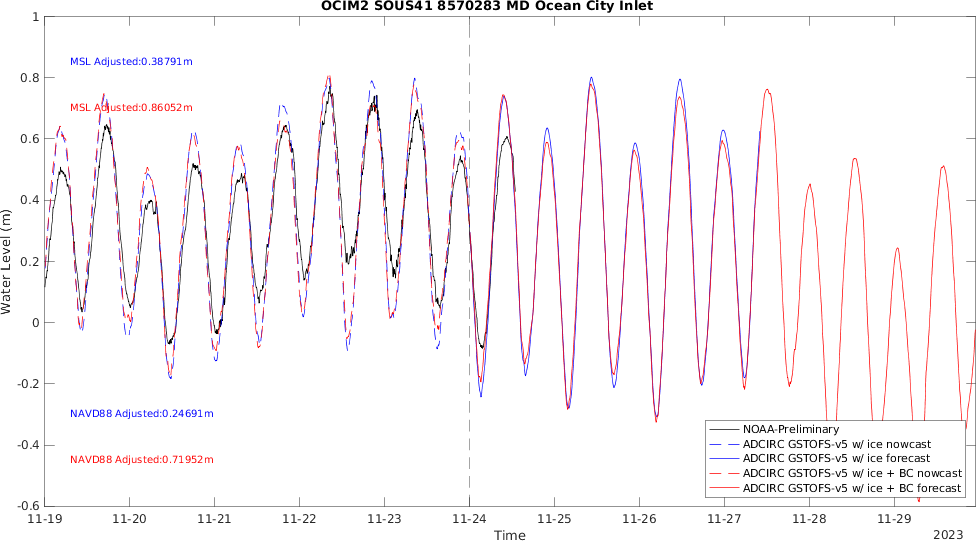 OCIM2 SOUS41 8570283 MD Ocean City Inlet
1
0.8
0.6
0.4
0.2
0
-0.2
-0.4
-0.6
Water Level (m)
MSL Adjusted:0.38791m
MSL Adjusted:0.86052m
NAVD88 Adjusted:0.24691m
NAVD88 Adjusted:0.71952m
NOAA-Preliminary
ADCIRC GSTOFS-v5 w/ ice nowcast
ADCIRC GSTOFS-v5 w/ ice forecast
ADCIRC GSTOFS-v5 w/ ice + BC nowcast
ADCIRC GSTOFS-v5 w/ ice + BC forecast
11-19 11-20 11-21 11-22 11-23 11-24 11-25 11-26 11-27 11-28 11-29
Time
2023